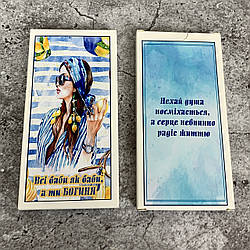 Всі баби як баби,
а ти БОГИНЯ
Нехай душа
посміхається,
а серце невпинно
радіє життю